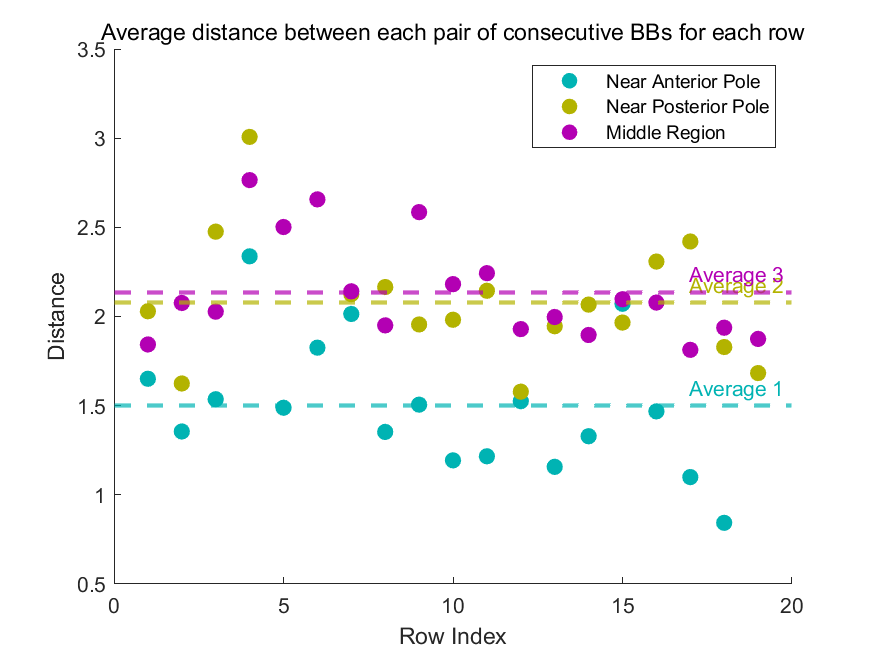 Average distance between each pair of consecutive BBs for each row
3.5
3
2.5
2
1.5
1
0.5
Distance
Near Anterior Pole
Near Posterior Pole
Middle Region
Average 3
Average 2
Average 1
0
5
10
15
20
Row Index